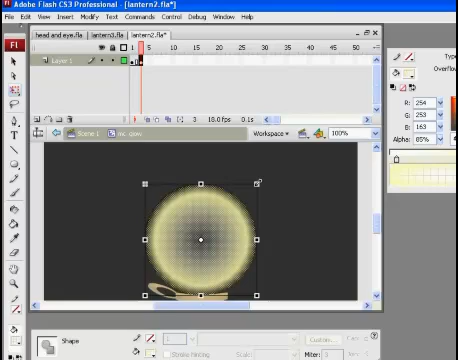 Adobe Flash CS3 Professional - [lantern2.fla*]
File Edit View Insert Modify Text Commands Control Debug Window Help
head and eye.fla lantern3.fla lantern2.fla*
5 10 15 20 25 30 35 40 45 50
Layer 1
3 18.0 fps 0.1s
Scene 1 mc_glow Workspace 100%
Type
Overflow
R: 254
G: 253
B: 163
Alpha: 85%
Shape
1 Custom...
Stroke hinting Scale: Miter: 3